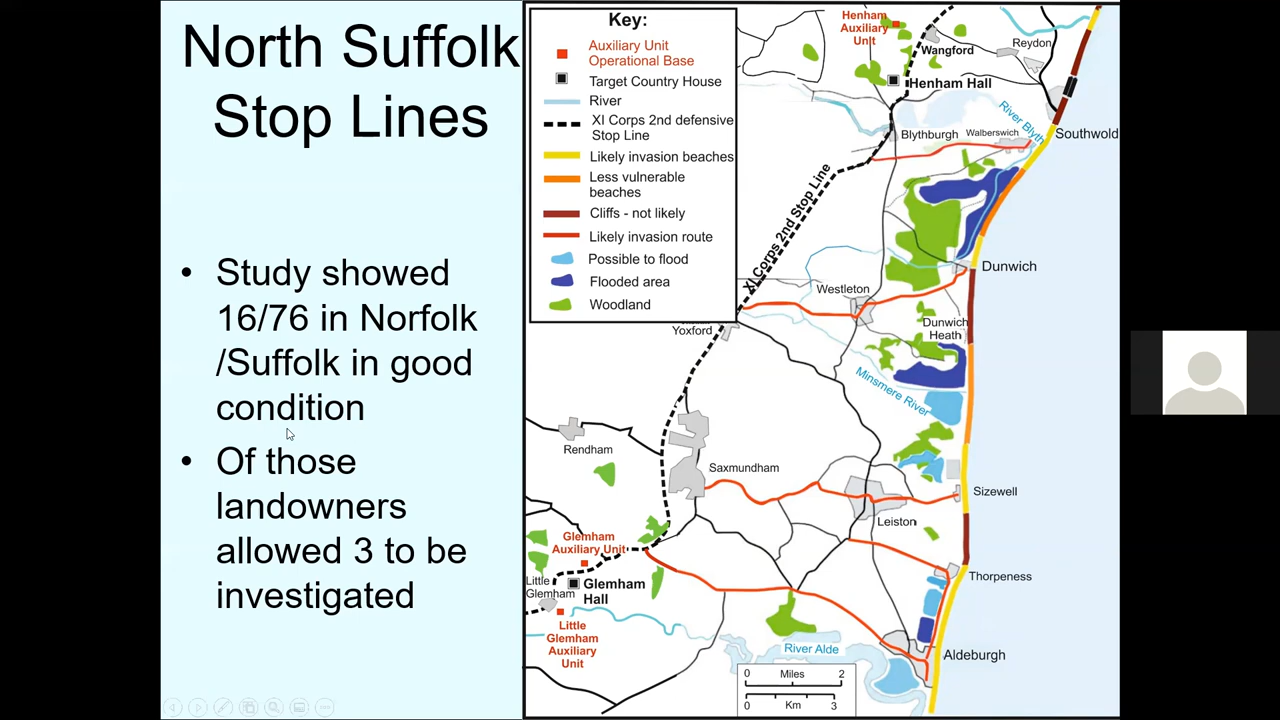 North Suffolk
Stop Lines
• Study showed
16/76 in Norfolk
/Suffolk in good
condition
• Of those
landowners
allowed 3 to be
investigated
Key:
Auxiliary Unit
Operational Base
Target Country House
River
XI Corps 2nd defensive
Stop Line
Likely invasion beaches
Less vulnerable
beaches
Cliffs - not likely
Likely invasion route
Possible to flood
Flooded area
Woodland
Henham
Auxiliary
Unit
Wangford
Reydon
Henham Hall
River Blyth
Southwold
Blythburgh
Walberswich
XI Corps 2nd Stop Line
Dunwich
Westleton
Yoxford
Dunwich
Heath
Minsmere River
Rendham
Saxmundham
Sizewell
Leiston
Glemham
Auxiliary Unit
Thorpeness
Little
Glemham
Glemham
Hall
Little
Glemham
Auxiliary
Unit
River Alde
Aldeburgh
0 Miles 2
0 Km 3